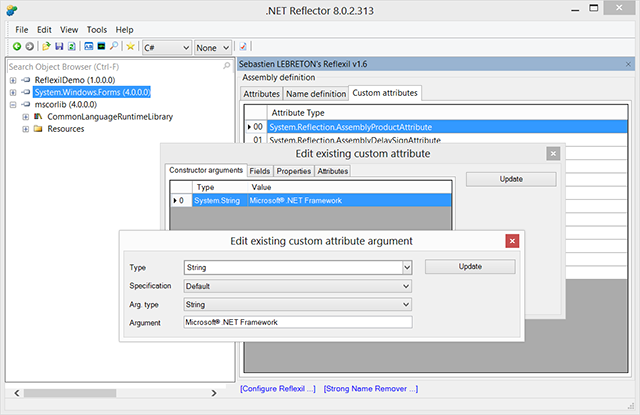 .NET Reflector 8.0.2.313
File Edit View Tools Help
C# None
Search Object Browser (Ctrl-F)
ReflexilDemo (1.0.0.0)
System.Windows.Forms (4.0.0.0)
mscorlib (4.0.0.0)
CommonLanguageRuntimeLibrary
Resources
Sebastien LEBRETON's Reflexil v1.6
Assembly definition
Attributes Name definition Custom attributes
Attribute Type
00 System.Reflection.AssemblyProductAttribute
01 System.Reflection.AssemblyDelaySignAttribute
Edit existing custom attribute
Constructor arguments Fields Properties Attributes
Update
Type Value
0 System.String Microsoft® .NET Framework
Edit existing custom attribute argument
Type String Update
Specification Default
Arg. type String
Argument Microsoft® .NET Framework
[Configure Reflexil ...] [Strong Name Remover ...]